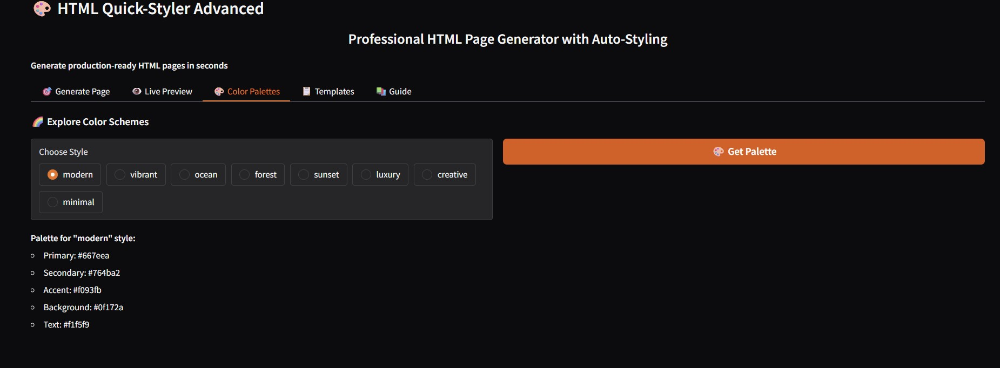 HTML Quick-Styler Advanced
Professional HTML Page Generator with Auto-Styling
Generate production-ready HTML pages in seconds
Generate Page Live Preview Color Palettes Templates Guide
Explore Color Schemes
Choose Style
modern vibrant ocean forest sunset luxury creative
minimal
Get Palette
Palette for "modern" style:
Primary: #667eea
Secondary: #764ba2
Accent: #f093fb
Background: #0f172a
Text: #f1f5f9